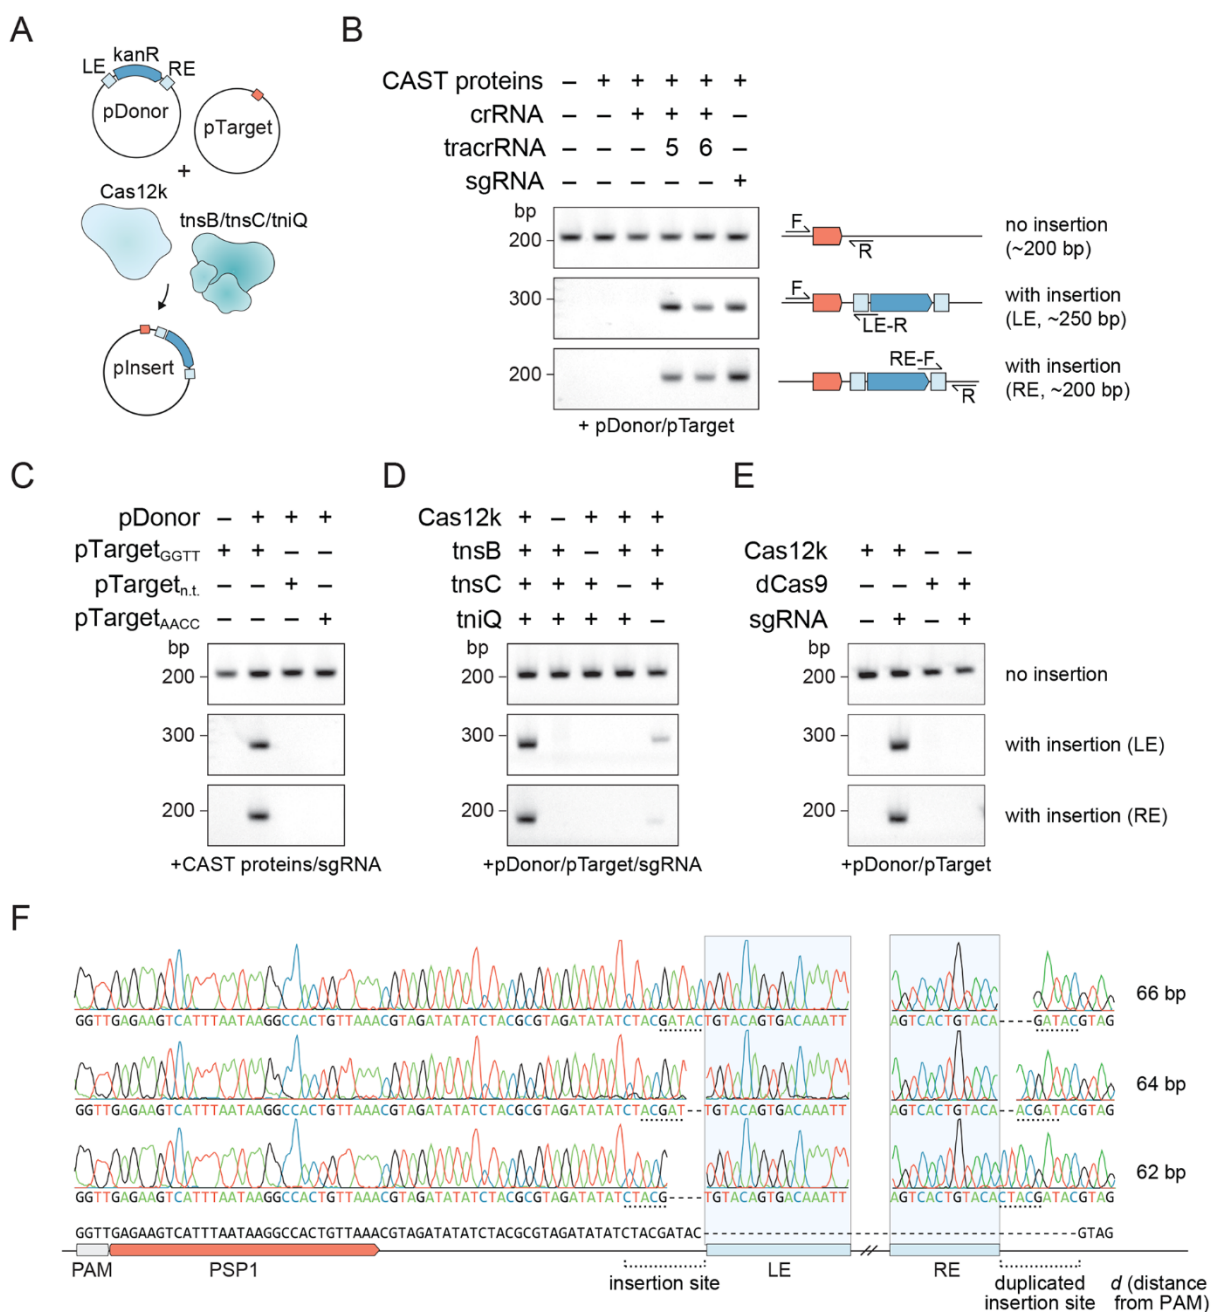 A
LE kanR RE
pDonor
pTarget
+
Cas12k
tnsB/tnsC/tniQ
pInsert
B
CAST proteins – + + + + +
crRNA – – + + + –
tracrRNA – – – 5 6 –
sgRNA – – – – – +
bp
200
300
200
+ pDonor/pTarget
F R
no insertion
(~200 bp)
F LE-R
with insertion
(LE, ~250 bp)
RE-F R
with insertion
(RE, ~200 bp)
C
pDonor – + + +
pTargetGGTT + + – –
pTargetn.t. – – + –
pTargetAACC – – – +
bp
200
300
200
+CAST proteins/sgRNA
D
Cas12k + – + + +
tnsB + + – + +
tnsC + + + – +
tniQ + + + + –
bp
200
300
200
+pDonor/pTarget/sgRNA
E
Cas12k + + – –
dCas9 – – + +
sgRNA – + – +
bp
200
300
200
+pDonor/pTarget
no insertion
with insertion (LE)
with insertion (RE)
F
GGTTGAGAAGTCATTTAATAAGGCCACTGTTAAACGTAGATATATCTACGCGTAGATATATCTACGATACTGTACAGTGACAAATT AGTCACTGTACA----GATACGTAG 66 bp
GGTTGAGAAGTCATTTAATAAGGCCACTGTTAAACGTAGATATATCTACGCGTAGATATATCTACGAT--TGTACAGTGACAAATT AGTCACTGTACA--ACGATACGTAG 64 bp
GGTTGAGAAGTCATTTAATAAGGCCACTGTTAAACGTAGATATATCTACGCGTAGATATATCTACG----TGTACAGTGACAAATT AGTCACTGTACACTACGATACGTAG 62 bp
GGTTGAGAAGTCATTTAATAAGGCCACTGTTAAACGTAGATATATCTACGCGTAGATATATCTACGATAC GTAG
PAM PSP1 insertion site LE RE duplicated
insertion site
d (distance
from PAM)